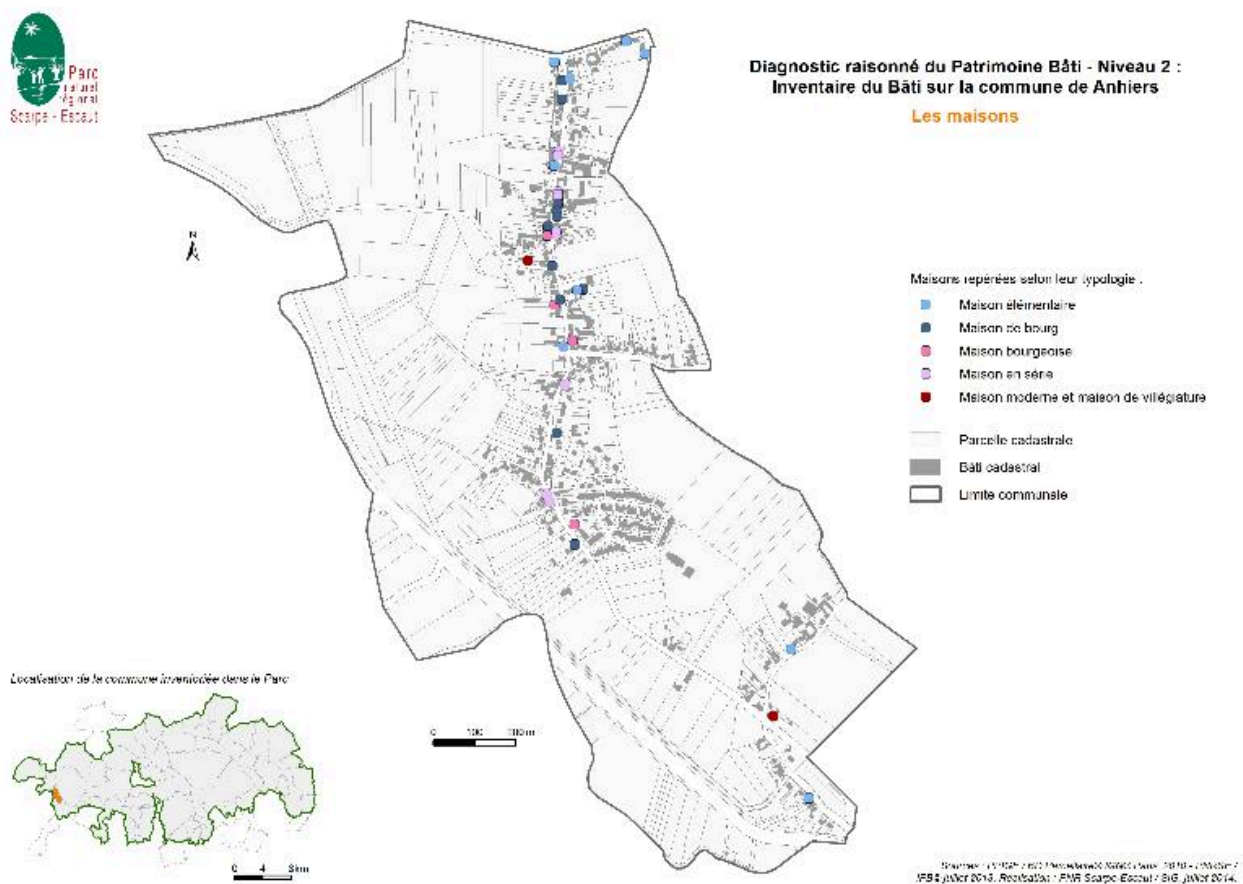 Parc
naturel
régional
Scarpe - Escaut
Diagnostic raisonné du Patrimoine Bâti - Niveau 2 :
Inventaire du Bâti sur la commune de Anhiers
Les maisons
N
Maisons repérées selon leur typologie :
Maison élémentaire
Maison de bourg
Maison bourgeoise
Maison en série
Maison moderne et maison de villégiature
Parcelle cadastrale
Bâti cadastral
Limite communale
Localisation de la commune inventoriée dans le Parc
0 100
0 4 8km
Sources :
juillet 2013. Réalisation : PNR Scarpe-Escaut / SIG, juillet 2014.